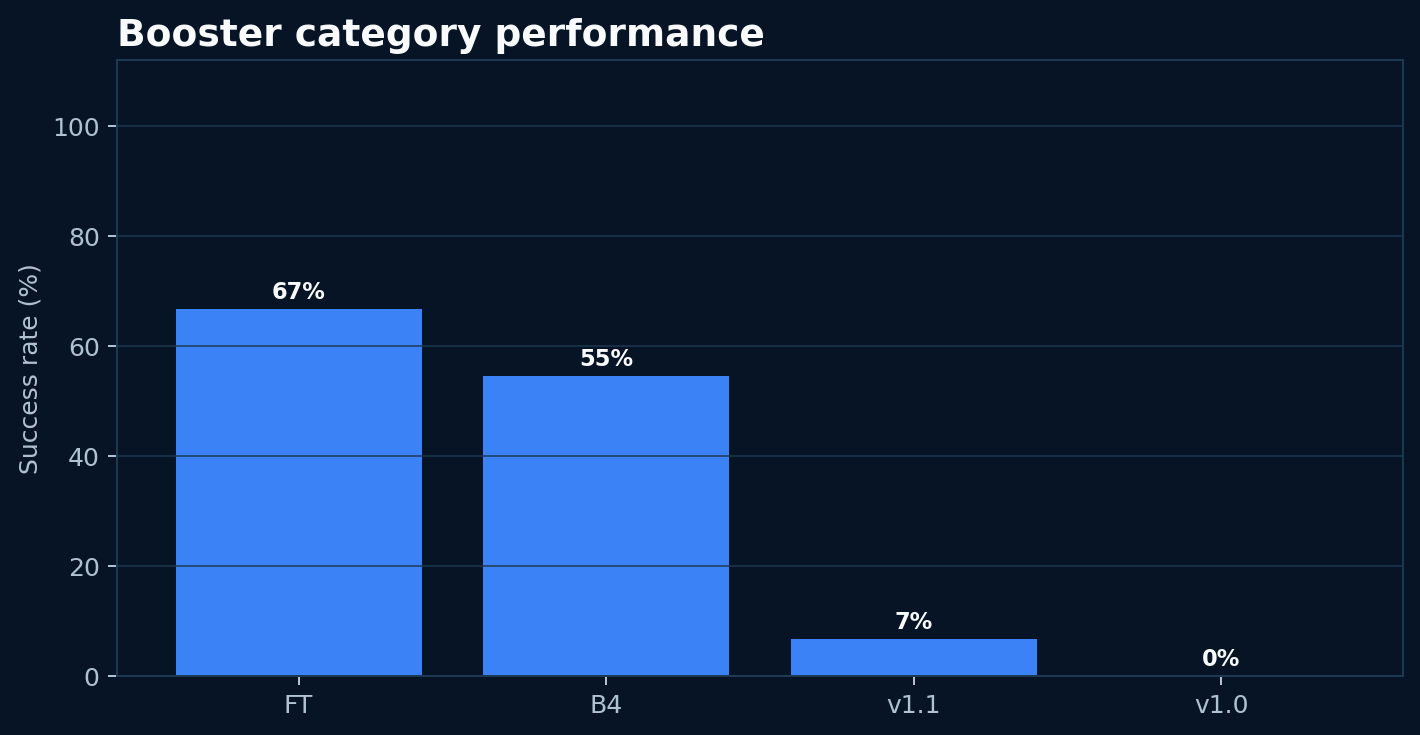 Booster category performance
Success rate (%)
100
80
60
40
20
0
67%
55%
7%
0%
FT
B4
v1.1
v1.0